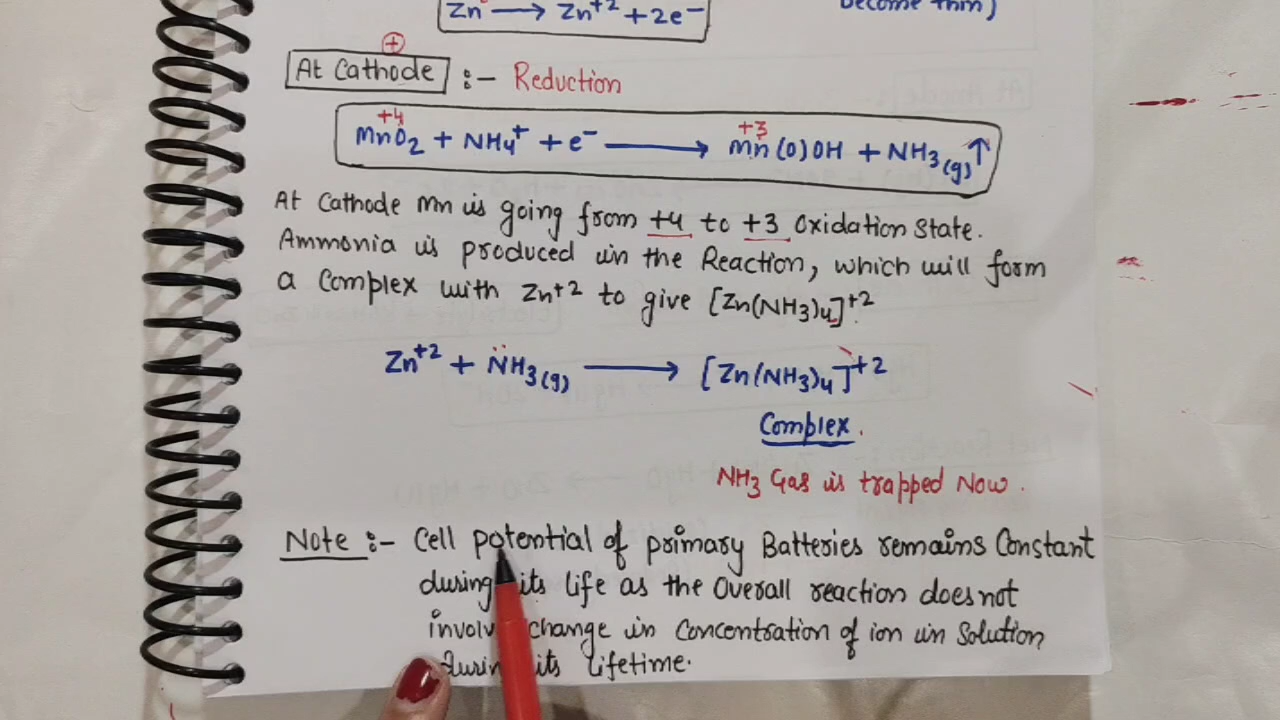 Zn → Zn+2 + 2e-
become thin)
+
At Cathode :- Reduction
+4 +3
MnO2 + NH4+ + e- → Mn(O)OH + NH3(g)↑
At Cathode Mn is going from +4 to +3 Oxidation State.
Ammonia is produced in the Reaction, which will form
a Complex with Zn+2 to give [Zn(NH3)4]+2
Zn+2 + NH3(g) → [Zn(NH3)4]+2
Complex.
NH3 Gas is trapped Now.
Note :- Cell potential of primary Batteries remains Constant
during its life as the Overall reaction does not
involv change in Concentration of ion in Solution
during its lifetime.